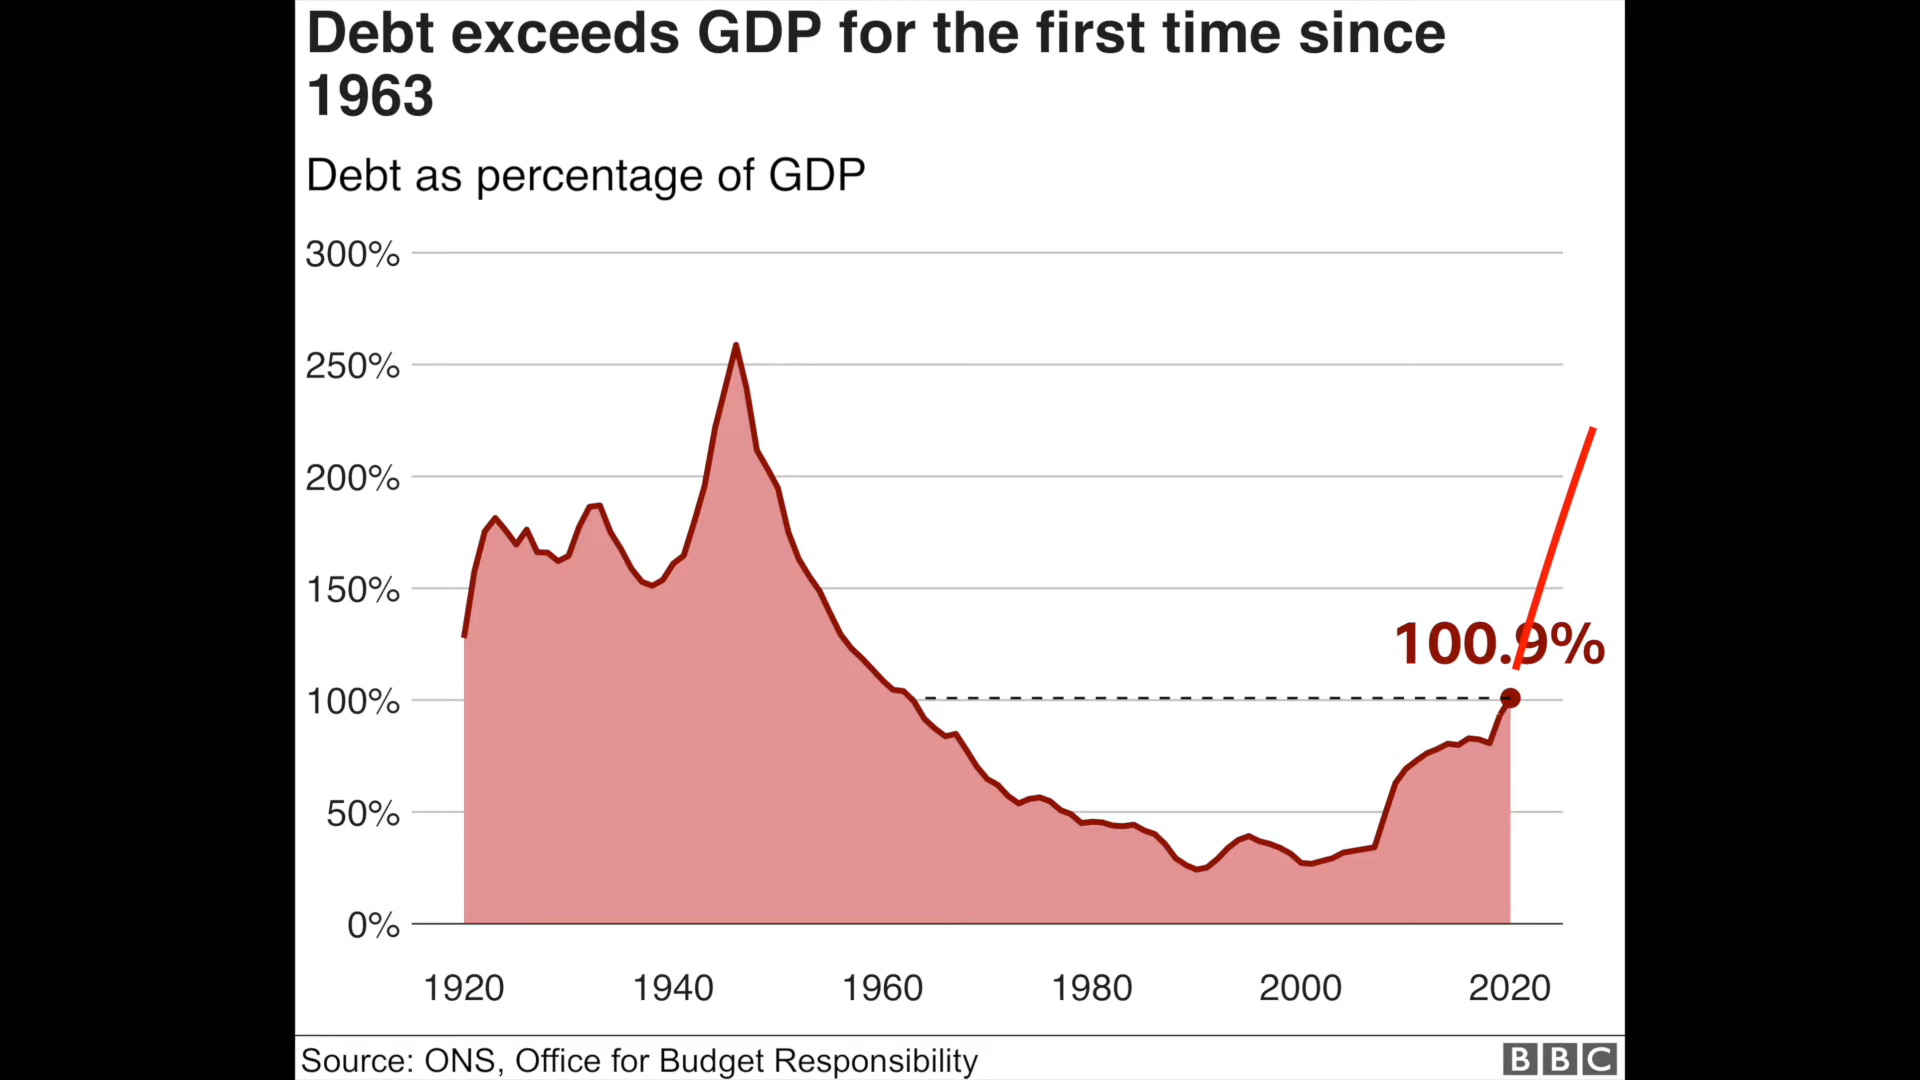 Debt exceeds GDP for the first time since
1963
Debt as percentage of GDP
300%
250%
200%
150%
100.9%
100%
50%
0%
1920 1940 1960 1980 2000 2020
Source: ONS, Office for Budget Responsibility
BBC